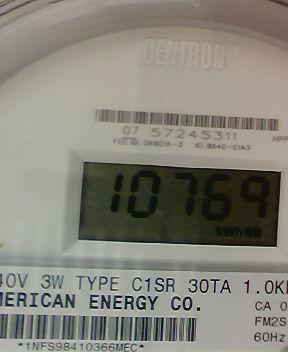 CENTRON®
07 57245311
10769
kWh
40V 3W TYPE C1SR 30TA 1.0K
MERICAN ENERGY CO.
CA 0
FM2S
60Hz
*1NFS98410366MEC*